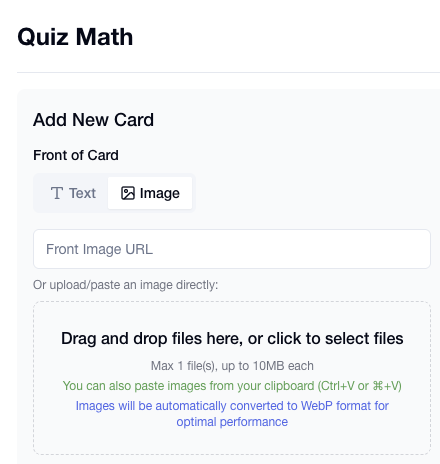 Quiz Math
Add New Card
Front of Card
Text
Image
Front Image URL
Or upload/paste an image directly:
Drag and drop files here, or click to select files
Max 1 file(s), up to 10MB each
You can also paste images from your clipboard (Ctrl+V or ⌘+V)
Images will be automatically converted to WebP format for
optimal performance